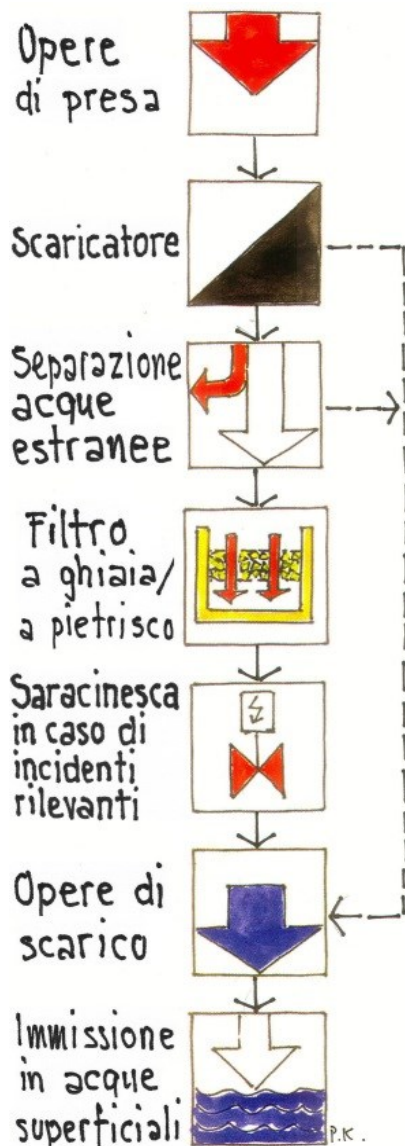 Opere
di presa
Scaricatore
Separazione
acque
estranee
Filtro
a ghiaia/
a pietrisco
Saracinesca
in caso di
incidenti
rilevanti
Opere di
scarico
Immissione
in acque
superficiali
P.K.